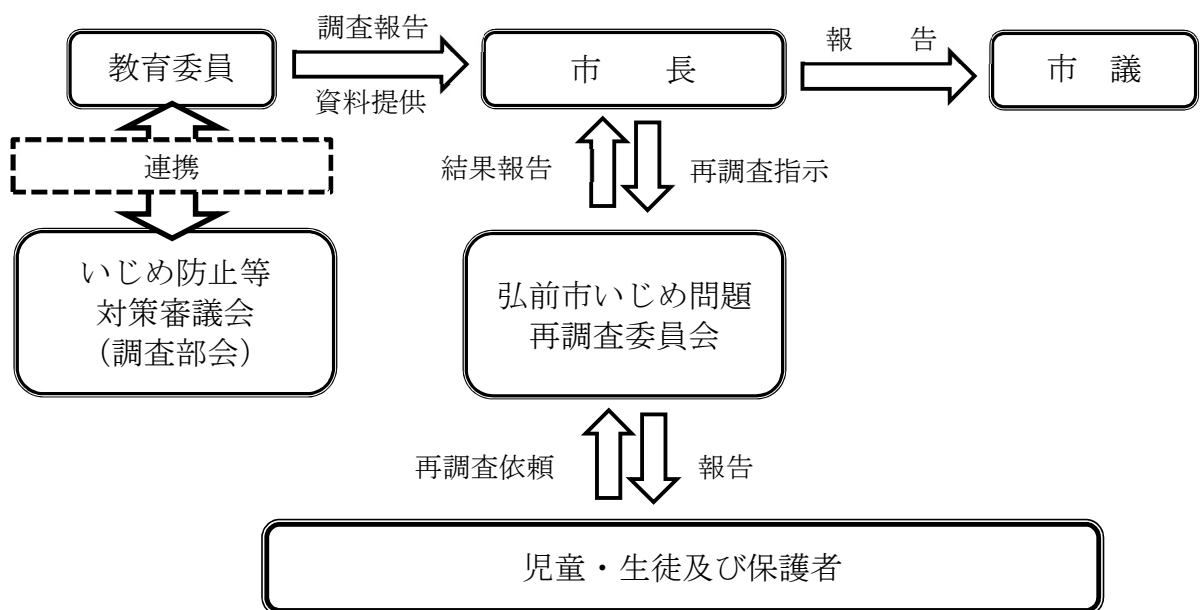 調査報告
教育委員
市　　長
報　　告
市　議
資料提供
連携
結果報告
再調査指示
いじめ防止等
対策審議会
（調査部会）
弘前市いじめ問題
再調査委員会
再調査依頼
報告
児童・生徒及び保護者